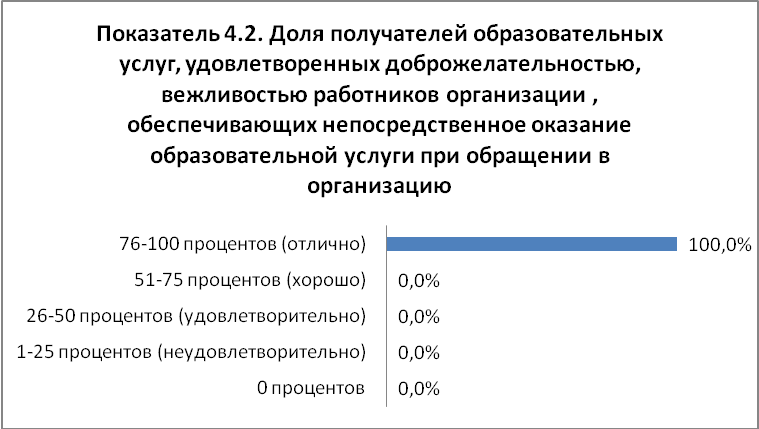 Показатель 4.2. Доля получателей образовательных
услуг, удовлетворенных доброжелательностью,
вежливостью работников организации ,
обеспечивающих непосредственное оказание
образовательной услуги при обращении в
организацию
76-100 процентов (отлично) 100,0%
51-75 процентов (хорошо) 0,0%
26-50 процентов (удовлетворительно) 0,0%
1-25 процентов (неудовлетворительно) 0,0%
0 процентов 0,0%